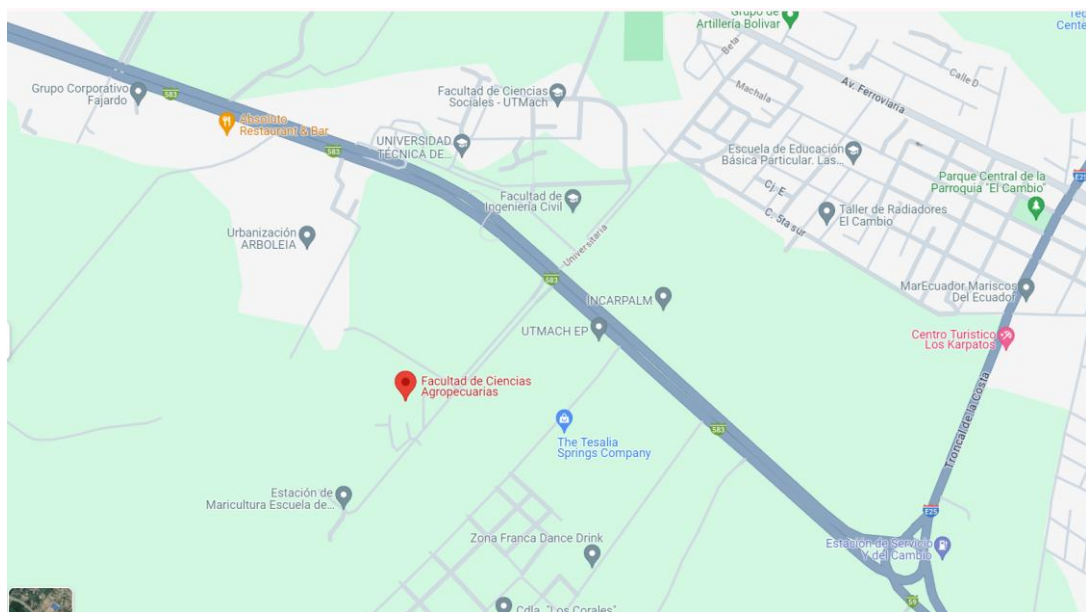 Grupo de
Artillería Bolivar
Beta
Calle D
Machala
Av. Ferroviaria
Grupo Corporativo
Fajardo
583
Absoluto
Restaurant & Bar
Facultad de Ciencias
Sociales - UTMach
583
UNIVERSIDAD
TÉCNICA DE...
Escuela de Educación
Básica Particular. Las...
Parque Central de la
Parroquia "El Cambio"
E25
Cj. E
C. 5ta sur
Facultad de
Ingeniería Civil
Taller de Radiadores
El Cambio
Urbanización
ARBOLEIA
Universitaria
583
INCARPALM
MarEcuador Mariscos
Del Ecuador
UTMACH EP
Centro Turistico
Los Karpatos
Facultad de Ciencias
Agropecuarias
Troncal de la Costa
583
The Tesalia
Springs Company
Estación de
Maricultura Escuela de...
E25
Zona Franca Dance Drink
Estación de Servicio
Y del Cambio
Cdla. "Los Corales"